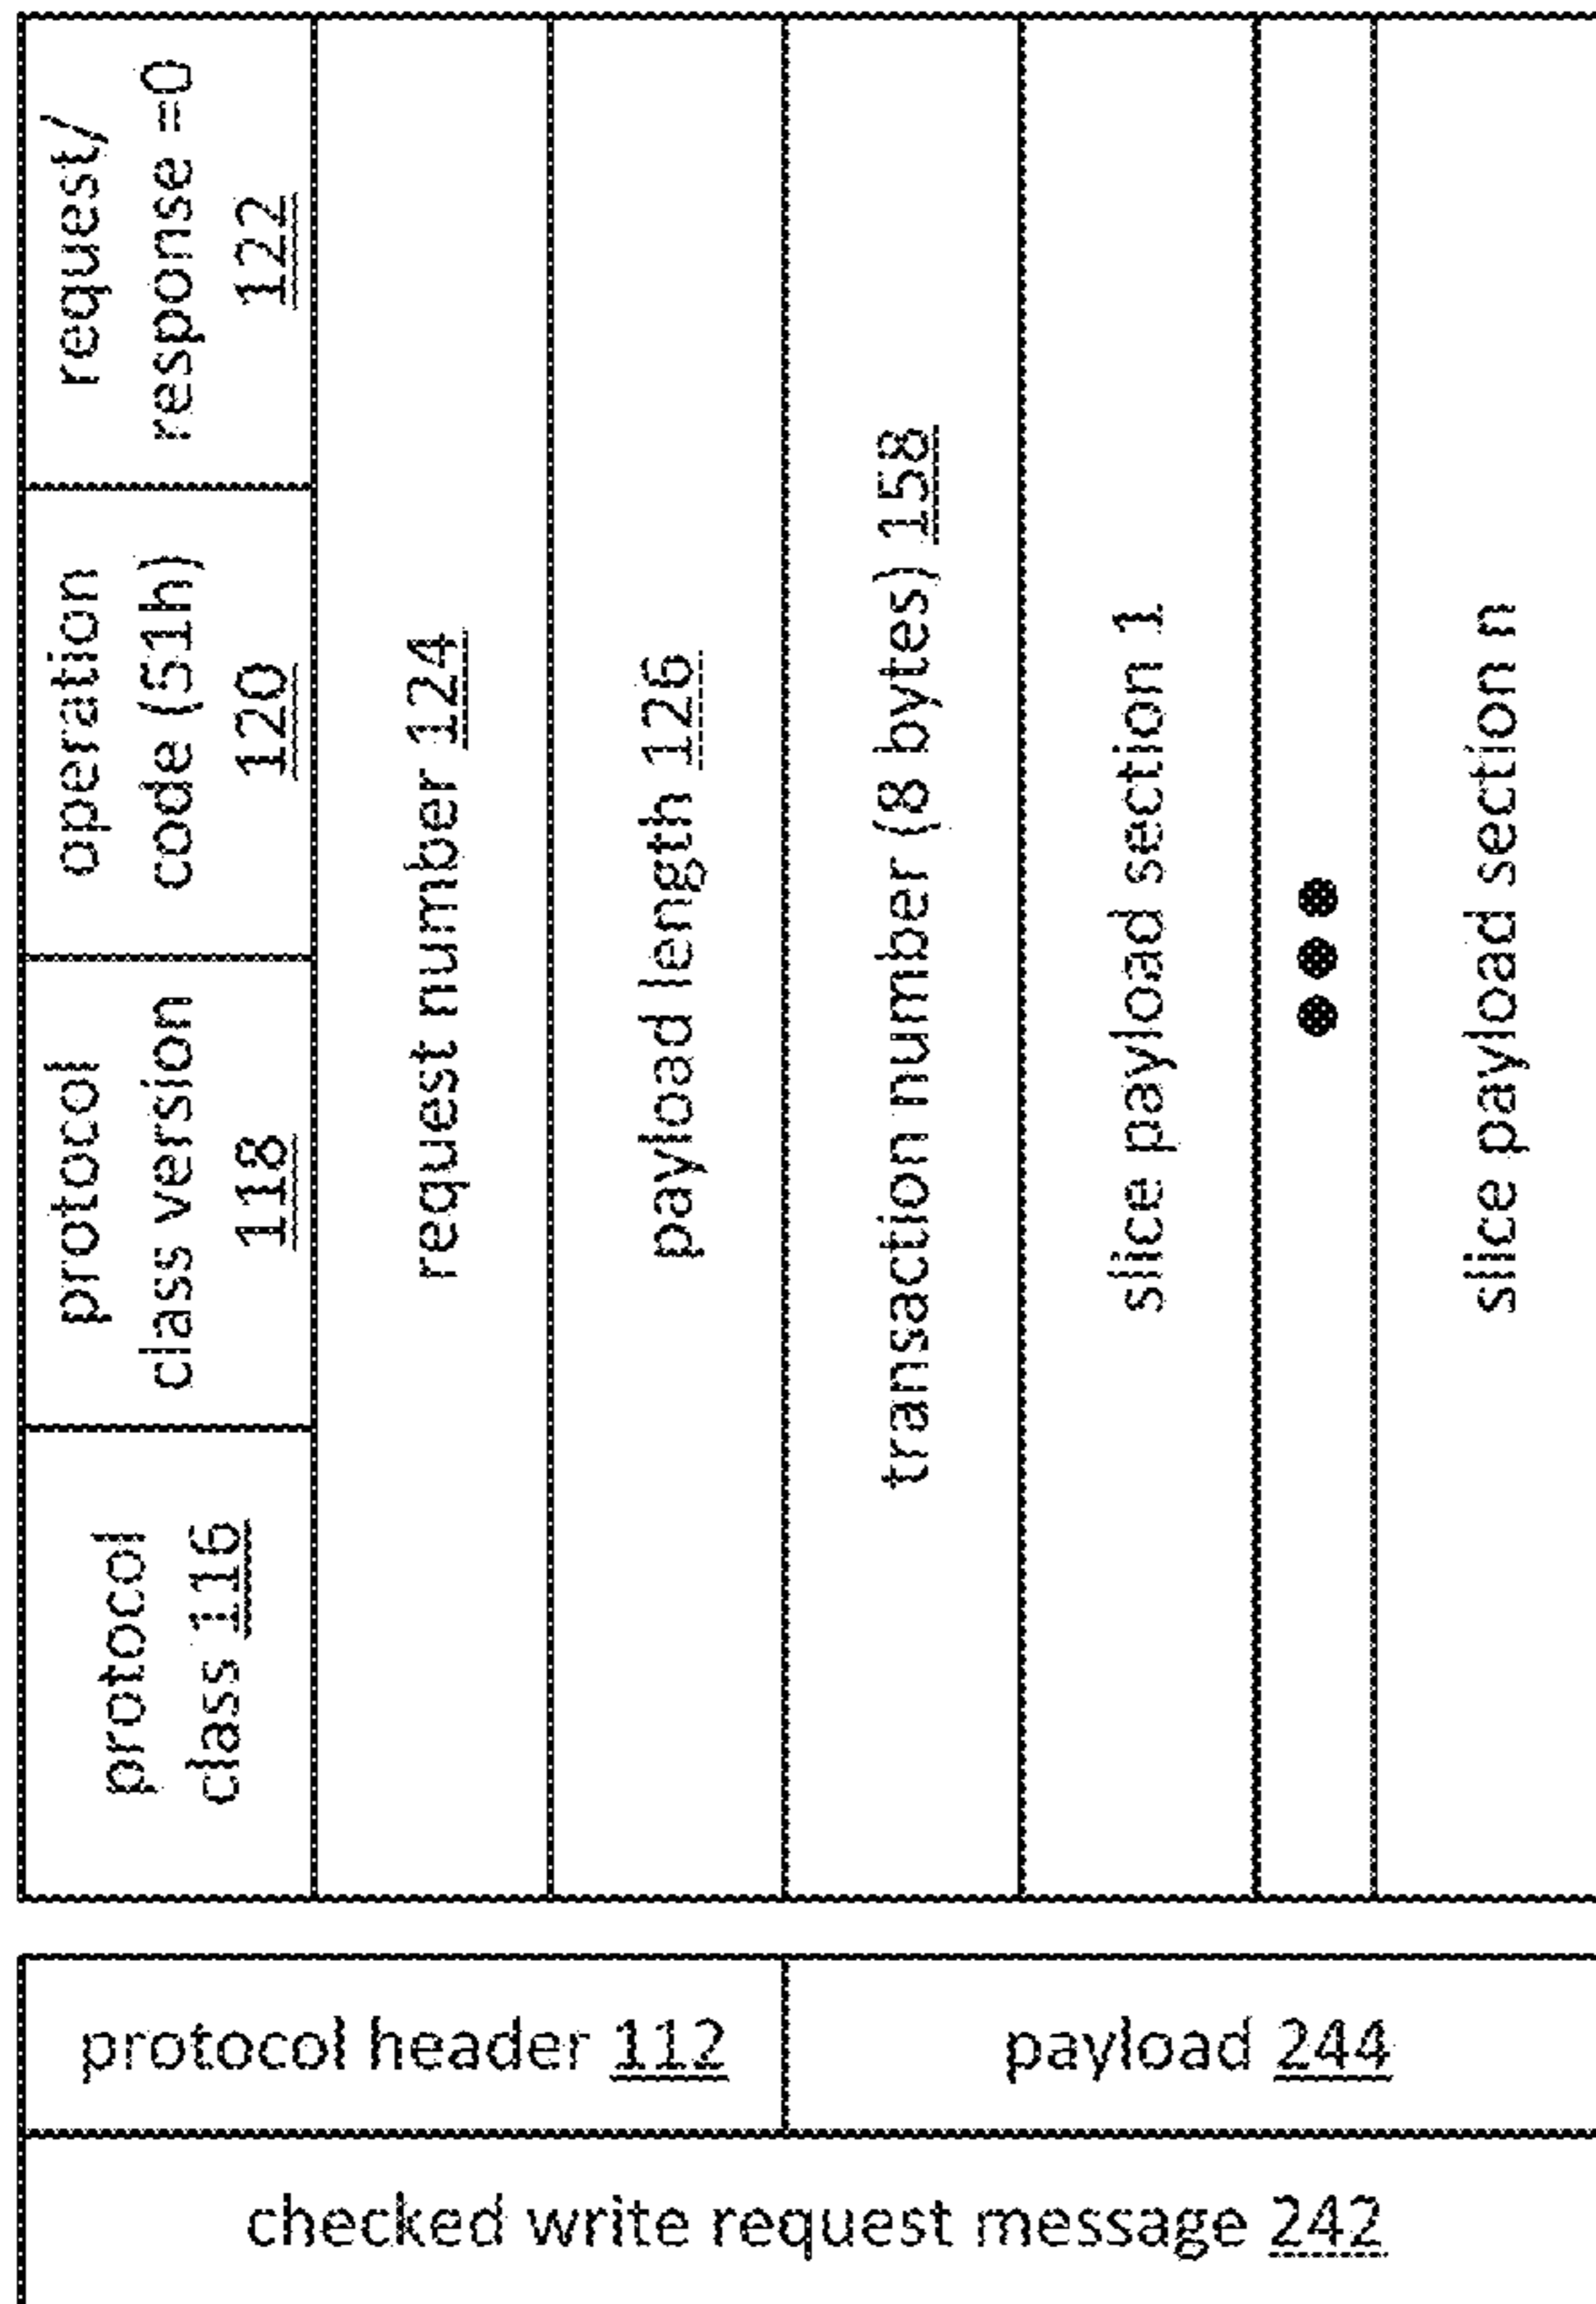 protocol
class 116
protocol
class version
118
operation
code (51h)
120
request/
response =0
122
request number 124
payload length 126
transaction number (8 bytes) 158
slice payload section 1
slice payload section n
protocol header 112
payload 244
checked write request message 242